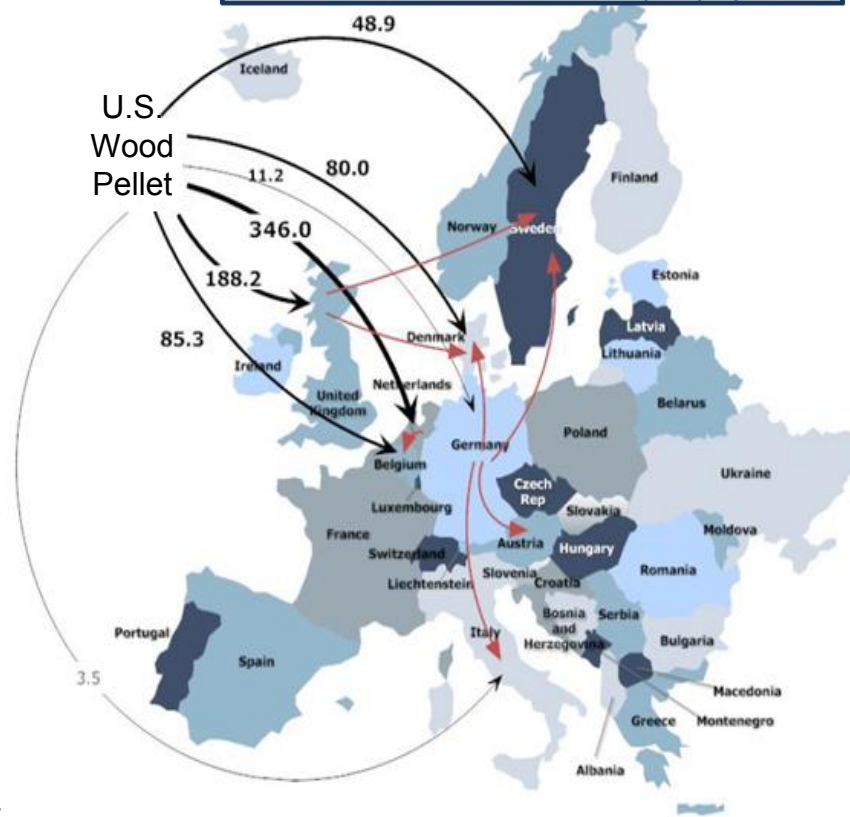 48.9
Iceland
U.S.
Wood
Pellet
80.0
11.2
Finland
346.0
Norway
Sweden
188.2
Estonia
85.3
Latvia
Denmark
Lithuania
Ireland
Netherlands
United
Kingdom
Belarus
Poland
Germany
Belgium
Ukraine
Czech
Rep
Luxembourg
Slovakia
France
Moldova
Austria
Hungary
Switzerland
Romania
Slovenia
Liechtenstein
Croatia
Bosnia
and
Herzegovina
Serbia
Portugal
Italy
Bulgaria
Spain
3.5
Macedonia
Greece
Montenegro
Albania